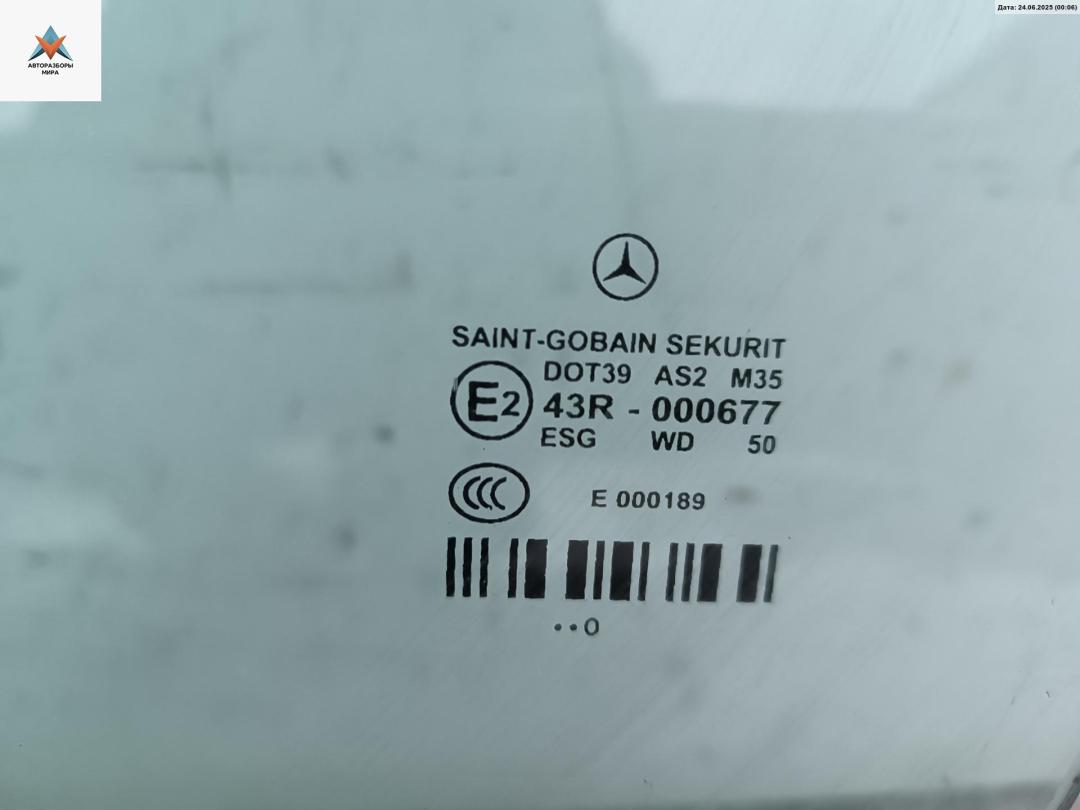 АВТОРАЗБОРЫ
МИРА
Дата: 24.06.2025 (00:06)
SAINT-GOBAIN SEKURIT
DOT39 AS2 M35
E2 43R - 000677
ESG WD 50
CCC E 000189
••O